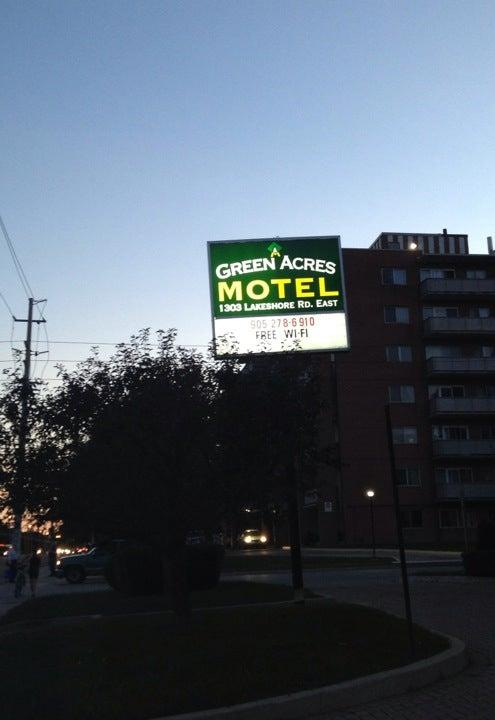 GREEN ACRES
MOTEL
1303 LAKESHORE RD. EAST
905 278-6910
FREE WI-FI